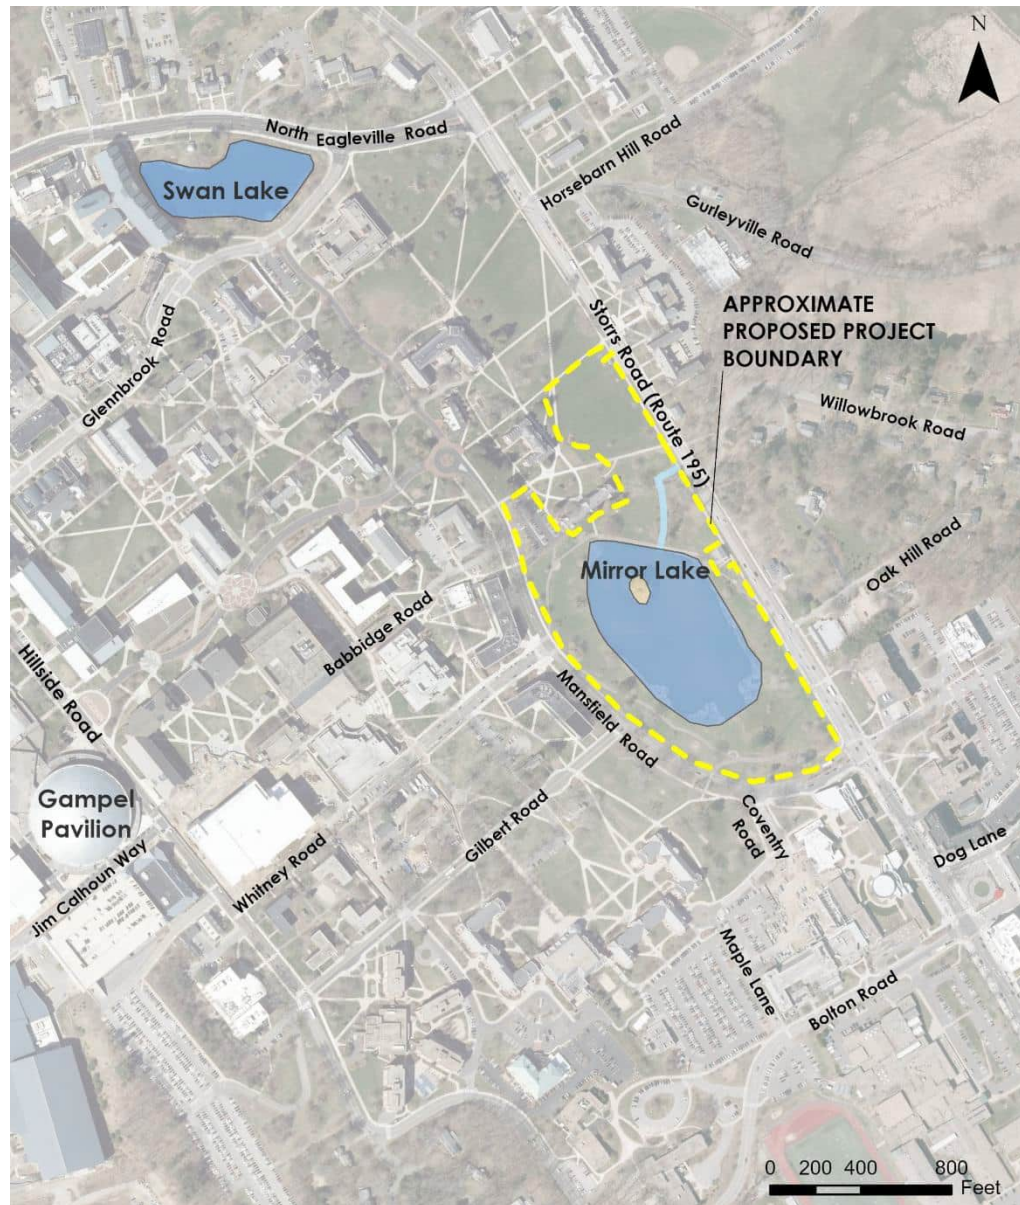 N
North Eagleville Road
Swan Lake
Horsebarn Hill Road
Gurleyville Road
Storrs Road (Route 195)
APPROXIMATE
PROPOSED PROJECT
BOUNDARY
Glennbrook Road
Willowbrook Road
Oak Hill Road
Mirror Lake
Babbidge Road
Hillside Road
Mansfield Road
Gampel
Pavilion
Coventry
Road
Gilbert Road
Dog Lane
Whitney Road
Jim Calhoun Way
Maple Lane
Bolton Road
0 200 400 800
Feet